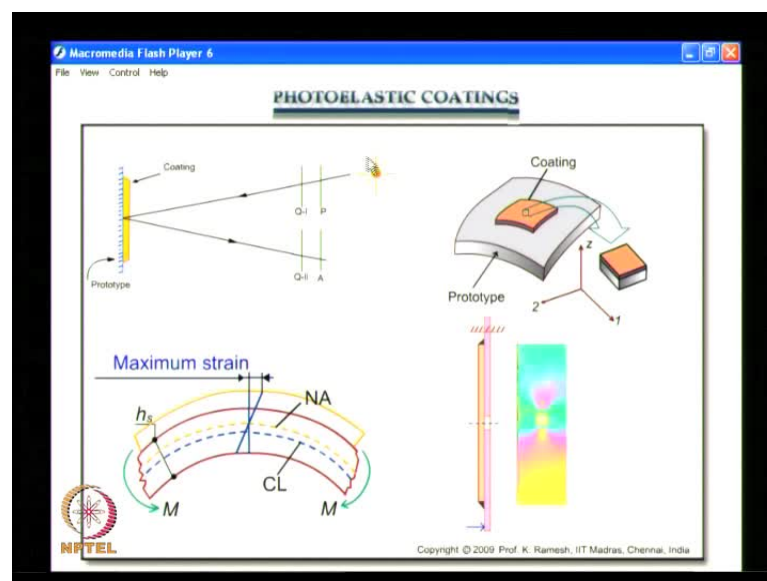 Macromedia Flash Player 6
File View Control Help
PHOTOELASTIC COATINGS
Coating
Q-I P
Q-II A
Prototype
Coating
Prototype
z
2
1
Maximum strain
hs
NA
CL
M
M
NPTEL
Copyright © 2009 Prof. K. Ramesh, IIT Madras, Chennai, India